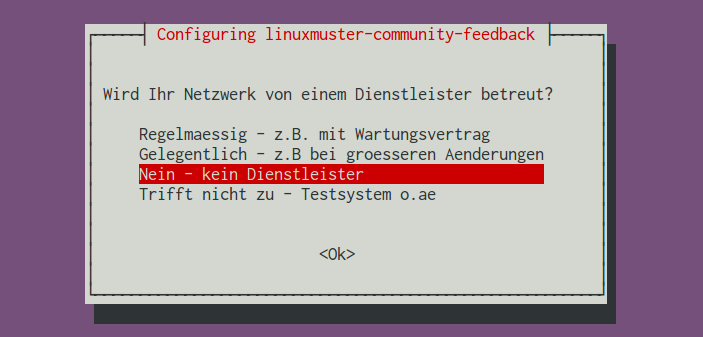 Configuring linuxmuster-community-feedback
Wird Ihr Netzwerk von einem Dienstleister betreut?
Regelmaessig - z.B. mit Wartungsvertrag
Gelegentlich - z.B bei groesseren Aenderungen
Nein - kein Dienstleister
Trifft nicht zu - Testsystem o.ae
<Ok>